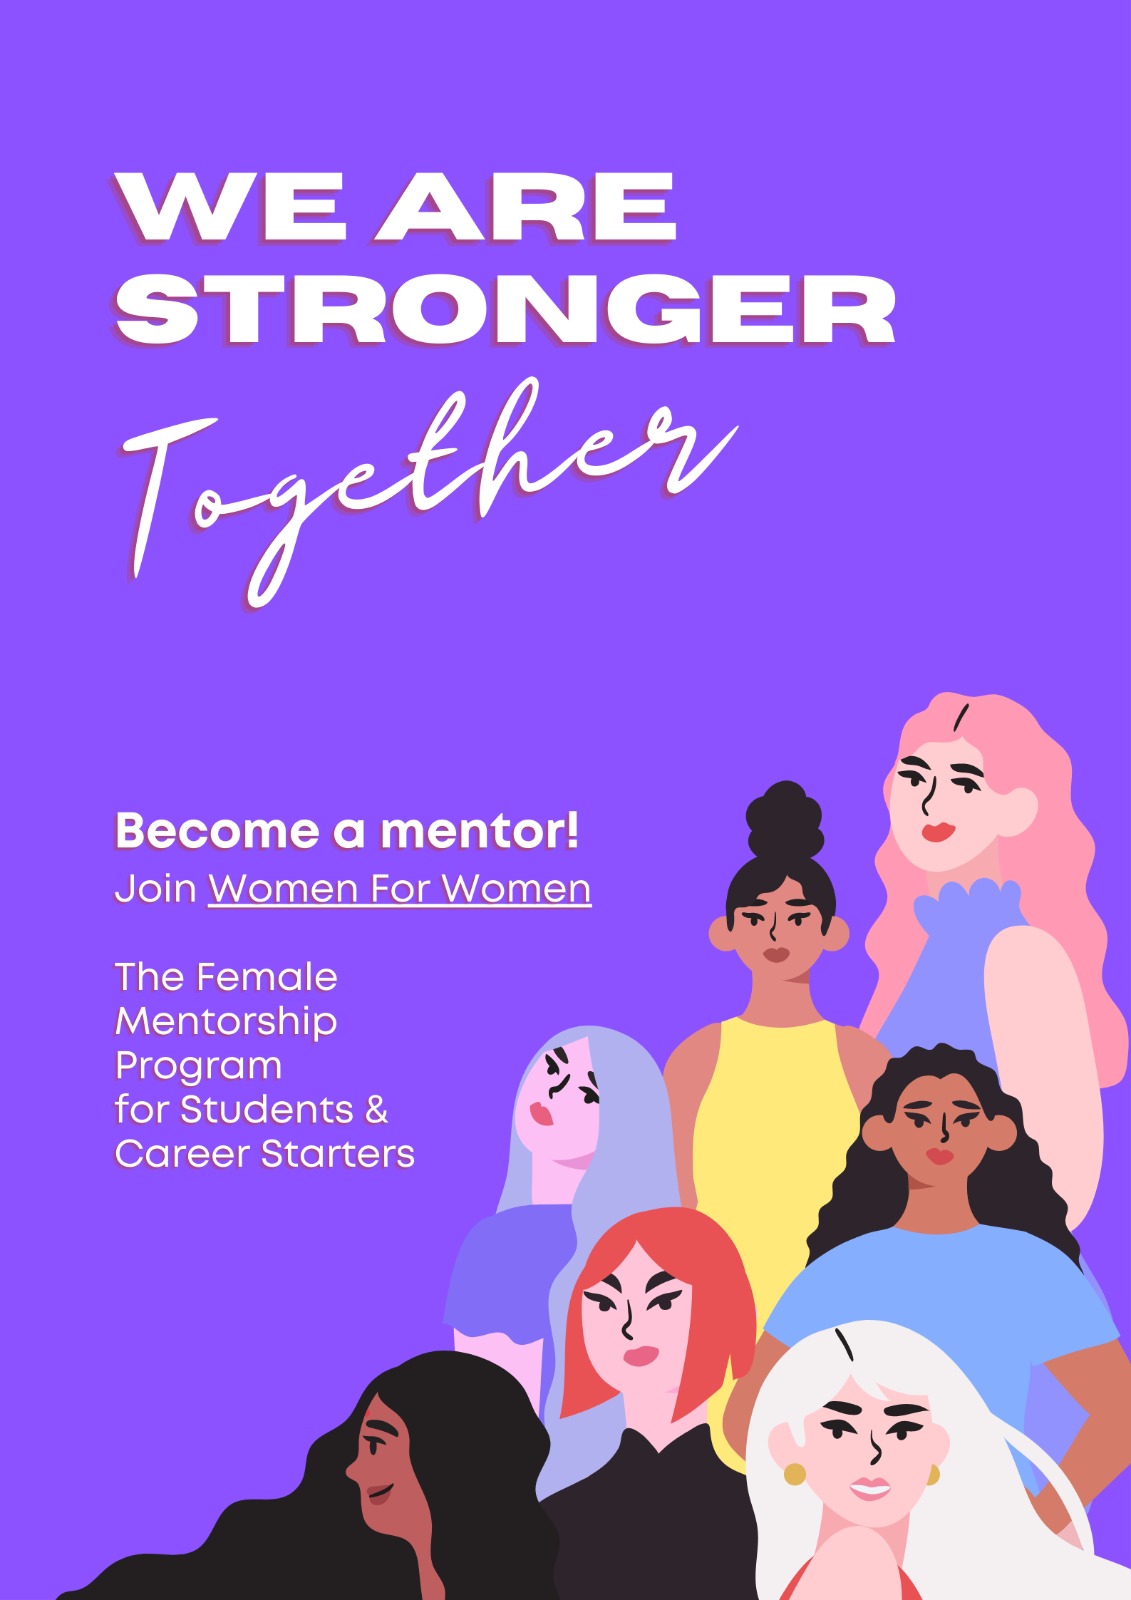 WE ARE
STRONGER
Together
Become a mentor!
Join Women For Women
The Female
Mentorship
Program
for Students &
Career Starters